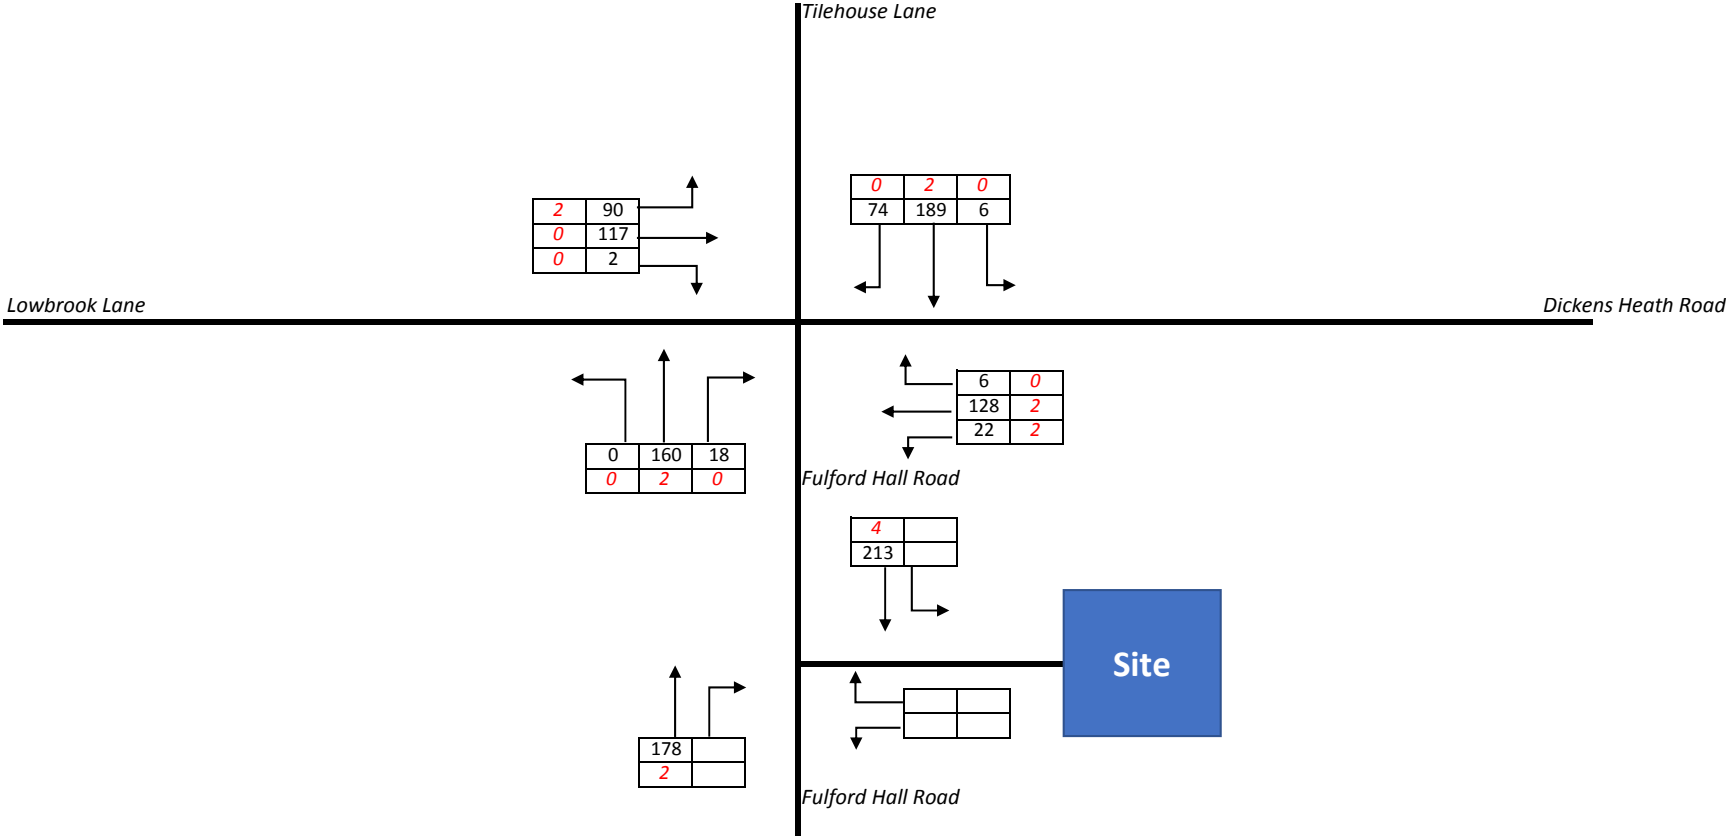 Tilehouse Lane
0 2 0
74 189 6
2 90
0 117
0 2
Lowbrook Lane
Dickens Heath Road
6 0
128 2
22 2
0 160 18
0 2 0
Fulford Hall Road
4
213
Site
178
2
Fulford Hall Road